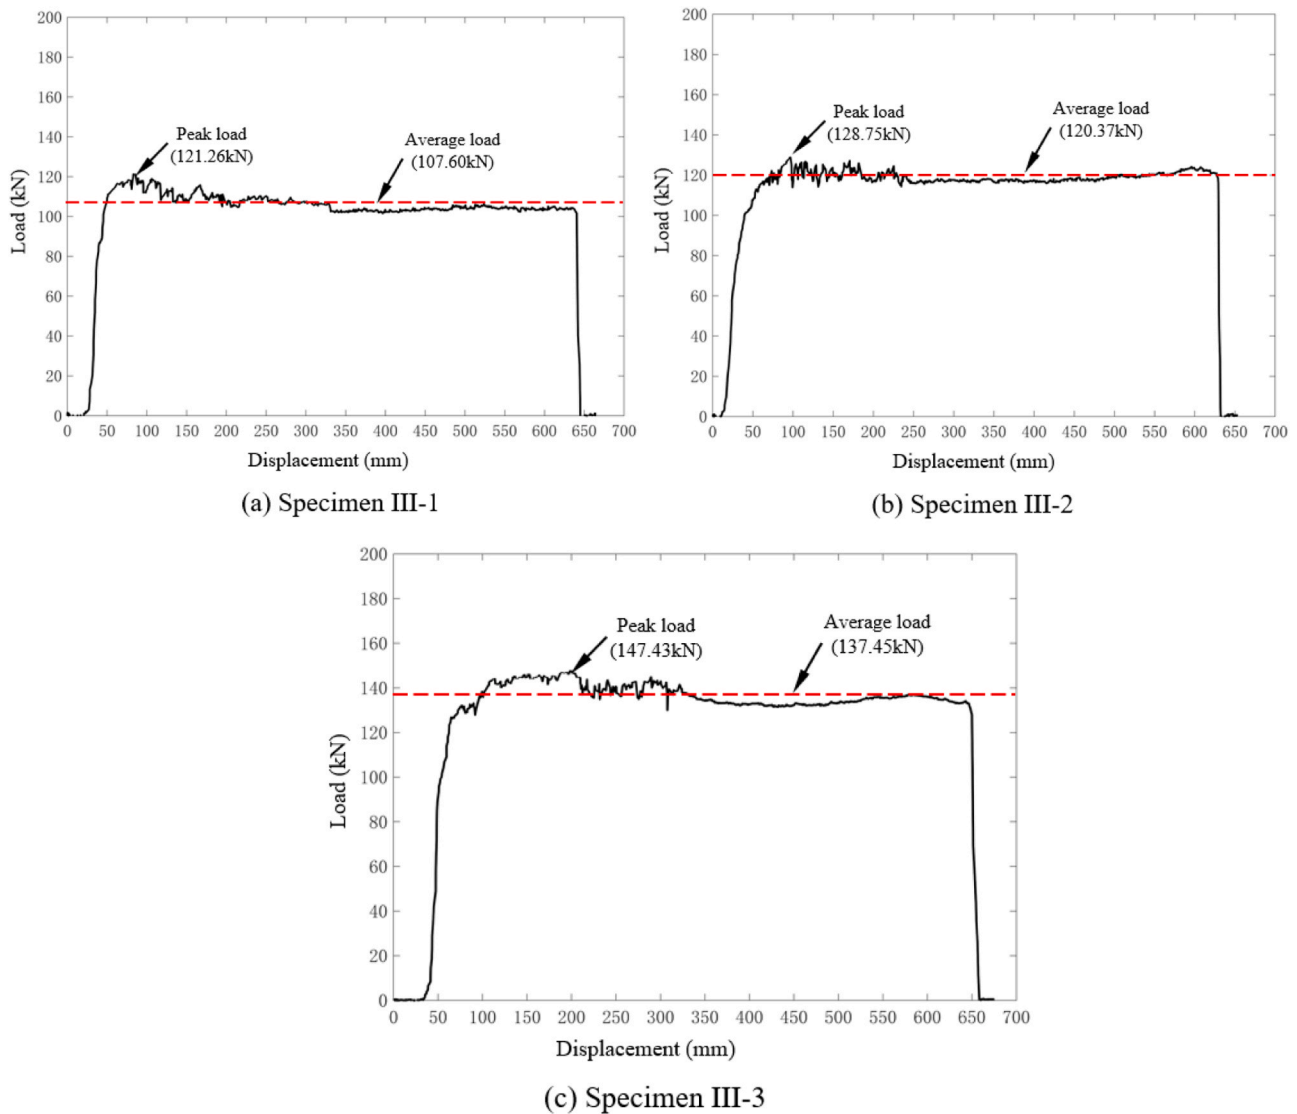 200
180
160
140
120
100
80
60
40
20
0
Load (kN)
Peak load
(121.26kN)
Average load
(107.60kN)
0 50 100 150 200 250 300 350 400 450 500 550 600 650 700
Displacement (mm)
(a) Specimen III-1
200
180
160
140
120
100
80
60
40
20
0
Load (kN)
Peak load
(128.75kN)
Average load
(120.37kN)
0 50 100 150 200 250 300 350 400 450 500 550 600 650 700
Displacement (mm)
(b) Specimen III-2
200
180
160
140
120
100
80
60
40
20
0
Load (kN)
Peak load
(147.43kN)
Average load
(137.45kN)
0 50 100 150 200 250 300 350 400 450 500 550 600 650 700
Displacement (mm)
(c) Specimen III-3